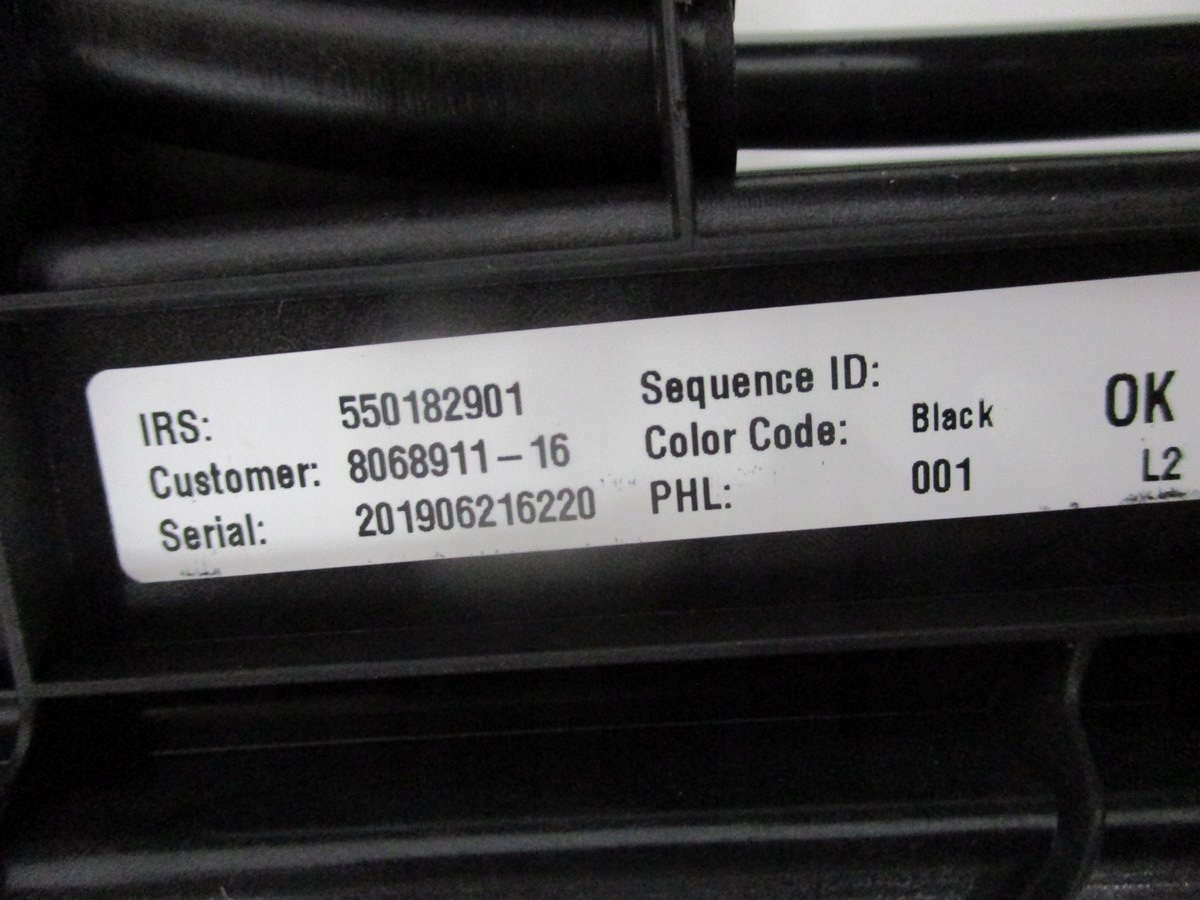 IRS: 550182901
Customer: 8068911-16
Serial: 201906216220
Sequence ID:
Color Code: Black
PHL: 001
OK
L2